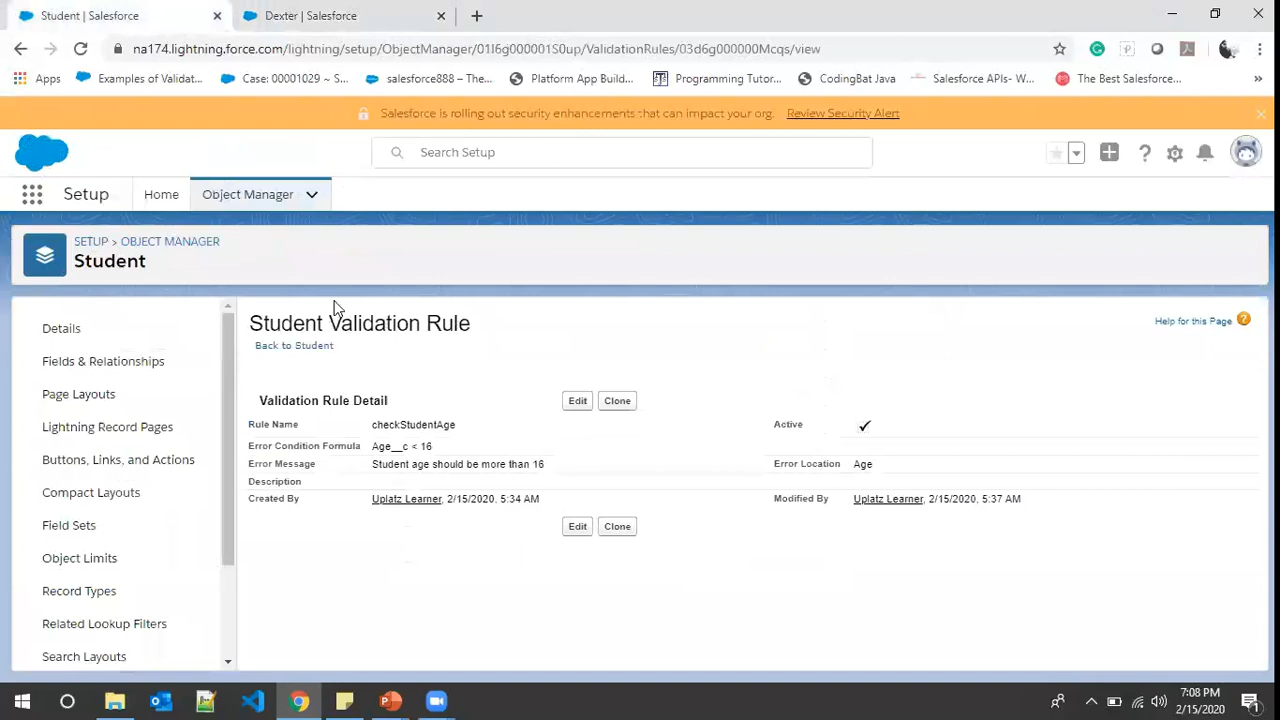 Student | Salesforce
Dexter | Salesforce
na174.lightning.force.com/lightning/setup/ObjectManager/01I6g000001S0up/ValidationRules/03d6g000000Mcqs/view
Apps
Examples of Validat...
Case: 00001029 ~ S...
salesforce888 – The...
Platform App Build...
Programming Tutor...
CodingBat Java
Salesforce APIs- W...
The Best Salesforce...
»
Salesforce is rolling out security enhancements that can impact your org. Review Security Alert
Search Setup
Setup
Home
Object Manager
SETUP > OBJECT MANAGER
Student
Details
Fields & Relationships
Page Layouts
Lightning Record Pages
Buttons, Links, and Actions
Compact Layouts
Field Sets
Object Limits
Record Types
Related Lookup Filters
Search Layouts
Student Validation Rule
Back to Student
Help for this Page
Validation Rule Detail
Edit
Clone
Rule Name checkStudentAge
Active
Error Condition Formula Age__c < 16
Error Message Student age should be more than 16
Error Location Age
Description
Created By Uplatz Learner, 2/15/2020, 5:34 AM
Modified By Uplatz Learner, 2/15/2020, 5:37 AM
Edit
Clone
7:08 PM
2/15/2020
1